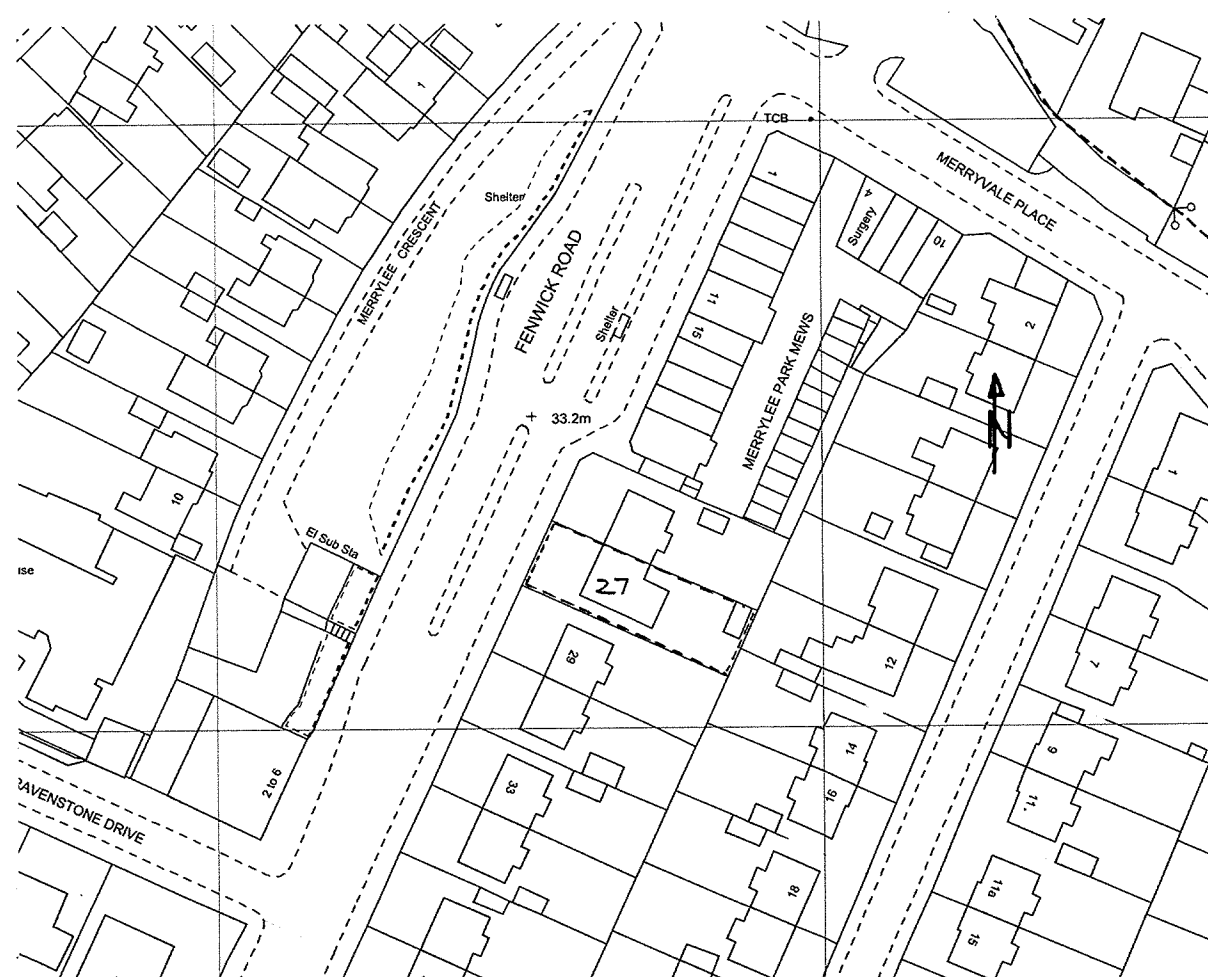 1
TCB
MERRYVALE PLACE
Shelter
MERRYLEE CRESCENT
FENWICK ROAD
1
4
Surgery
10
11
15
Shelter
MERRYLEE PARK MEWS
2
N
33.2m
10
1
El Sub Sta
ise
27
29
12
7
14
9
2 to 6
33
16
11
RAVENSTONE DRIVE
18
11a
15